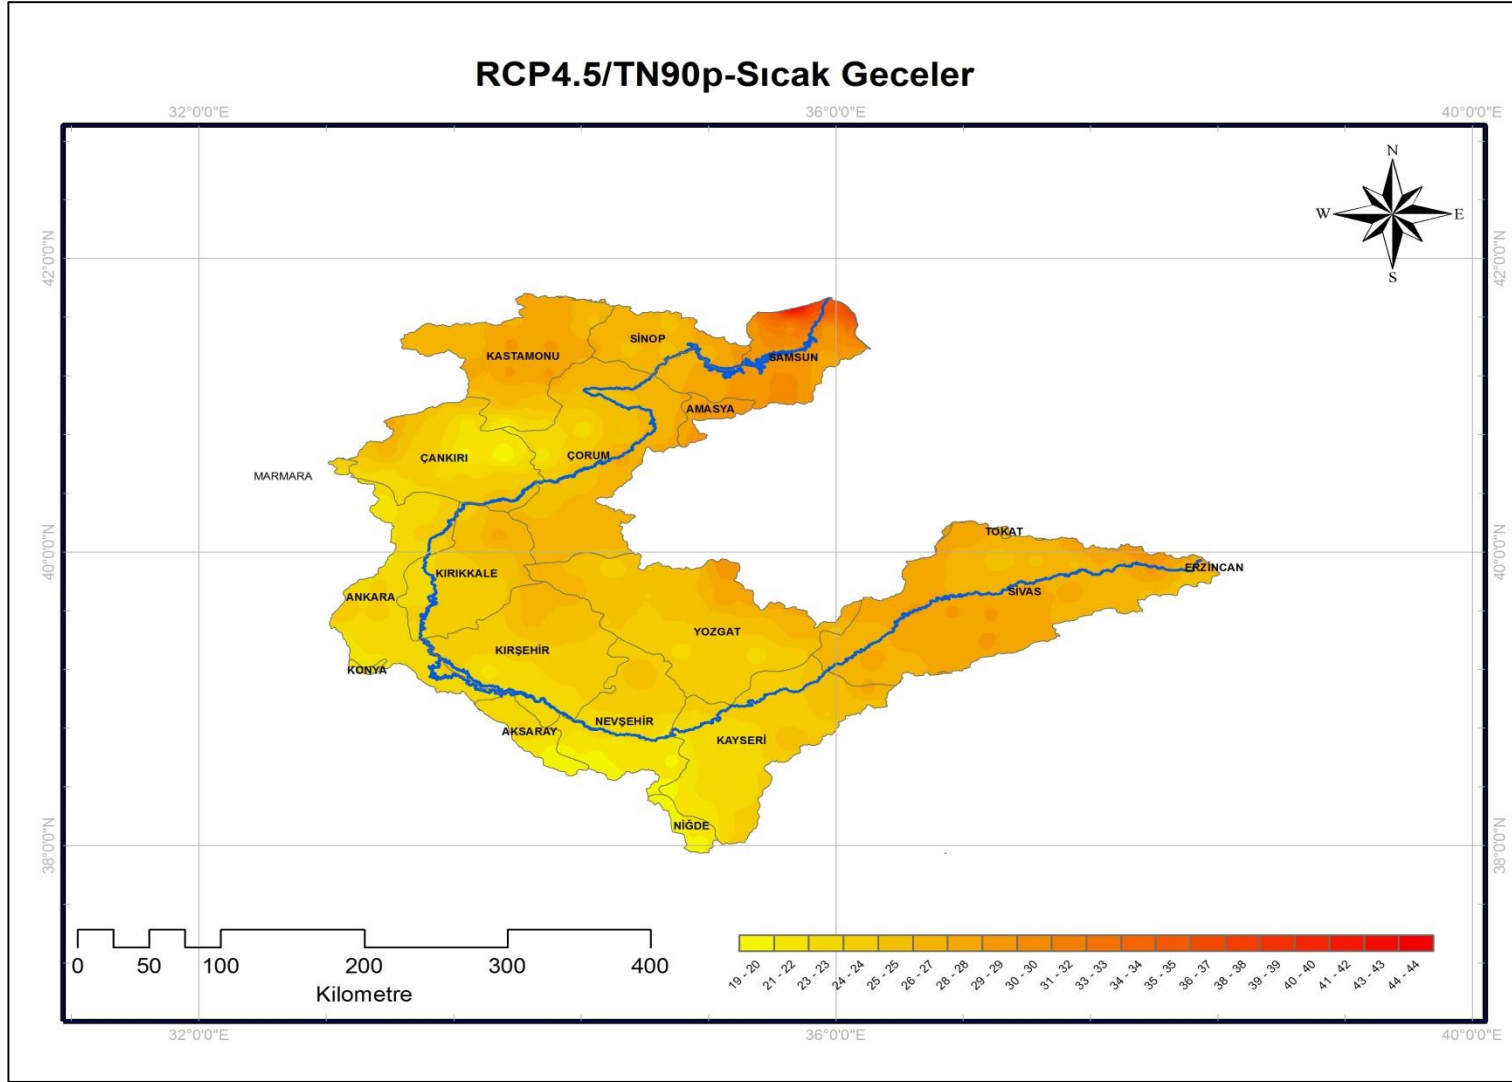 RCP4.5/TN90p-Sıcak Geceler
32°0'0"E 36°0'0"E 40°0'0"E
N
W E
S
42°0'0"N 42°0'0"N
KASTAMONU
SİNOP
SAMSUN
AMASYA
ÇANKIRI
ÇORUM
MARMARA
TOKAT
40°0'0"N 40°0'0"N
ERZİNCAN
KIRIKKALE
SİVAS
ANKARA
YOZGAT
KIRŞEHİR
KONYA
NEVŞEHİR
AKSARAY
KAYSERİ
NİĞDE
38°0'0"N 38°0'0"N
0 50 100 200 300 400
Kilometre
19 - 20
21 - 22
23 - 23
24 - 24
25 - 25
26 - 27
28 - 28
29 - 29
30 - 30
31 - 32
33 - 33
34 - 34
35 - 35
36 - 37
38 - 38
39 - 39
40 - 40
41 - 42
43 - 43
44 - 44
32°0'0"E 36°0'0"E 40°0'0"E